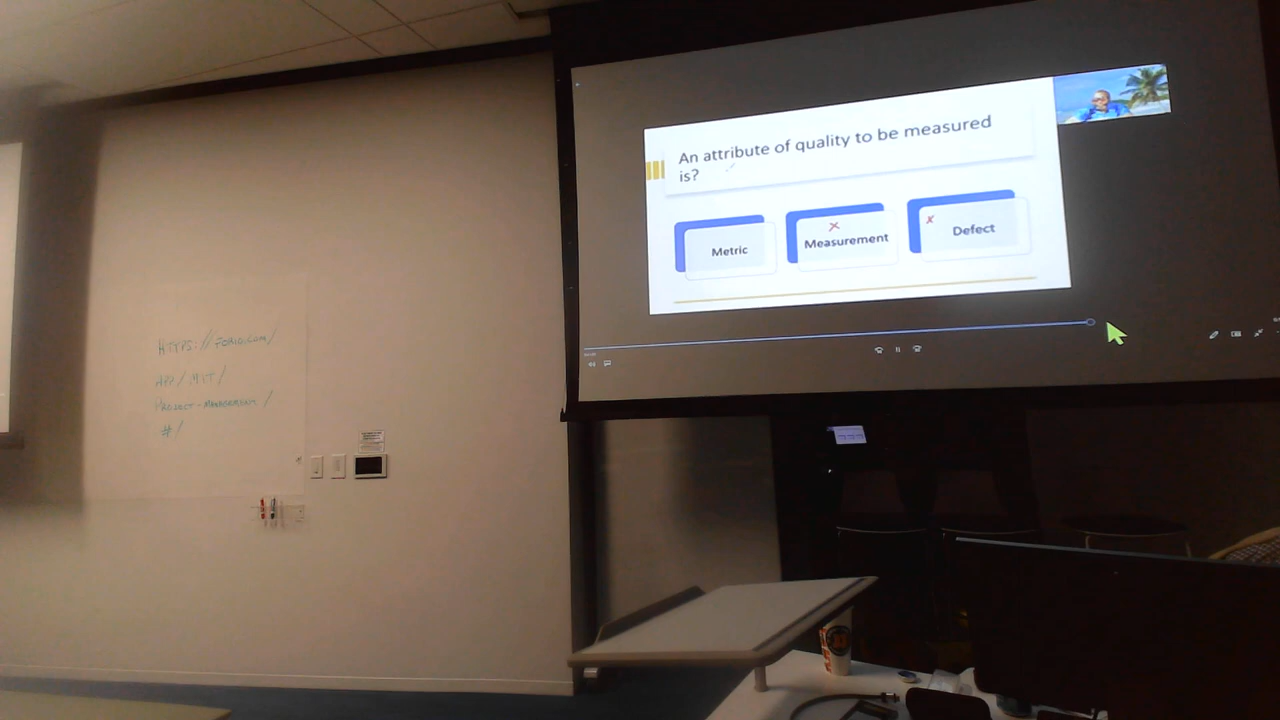 An attribute of quality to be measured
is?
Metric
Measurement
Defect
HTTPS://FORIO.COM/
APP/MIT/
PROJECT-MANAGEMENT/
#/